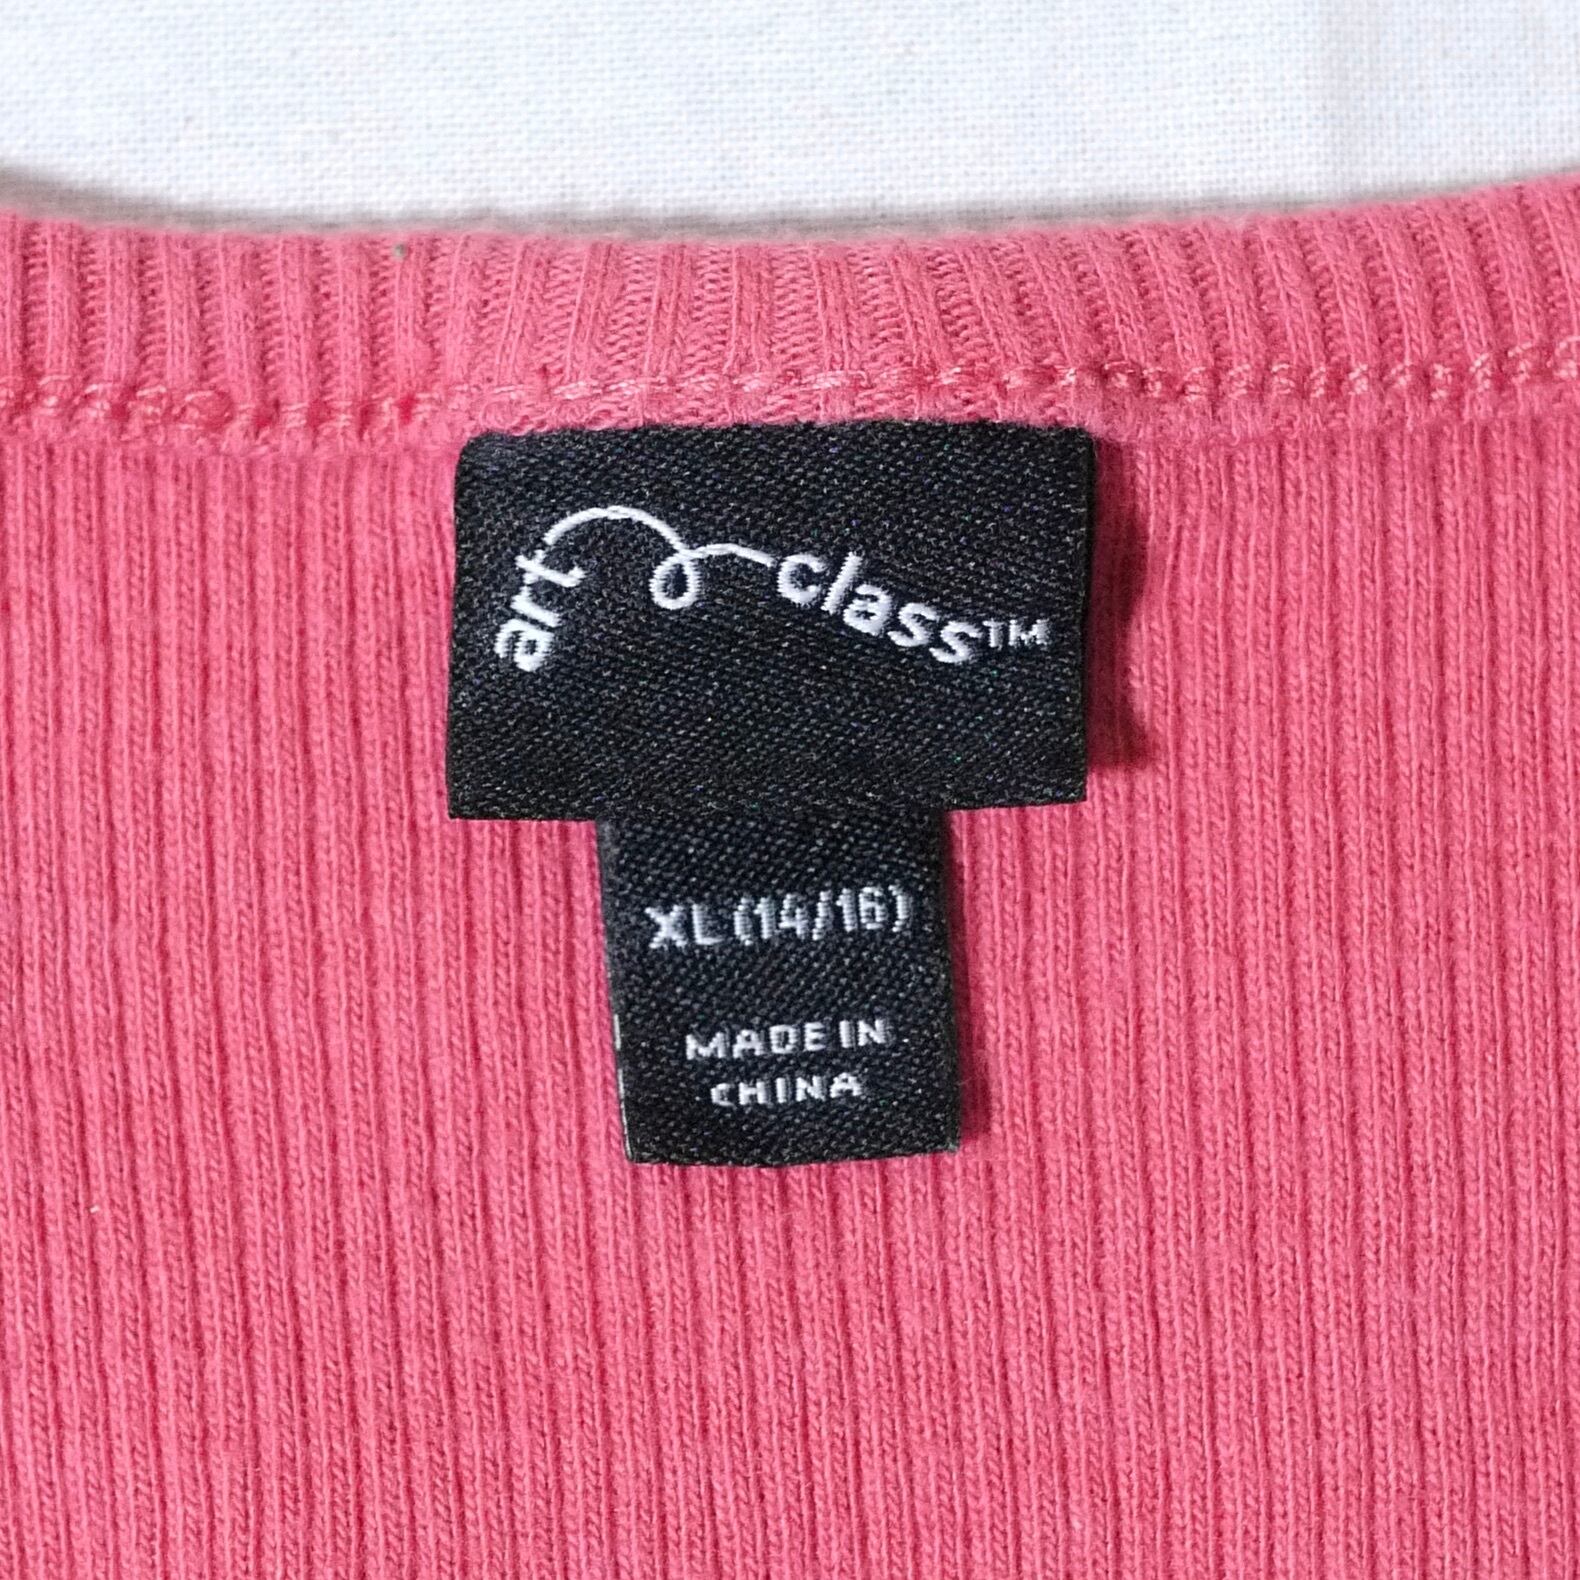 art class™
XL (14/16)
MADE IN
CHINA